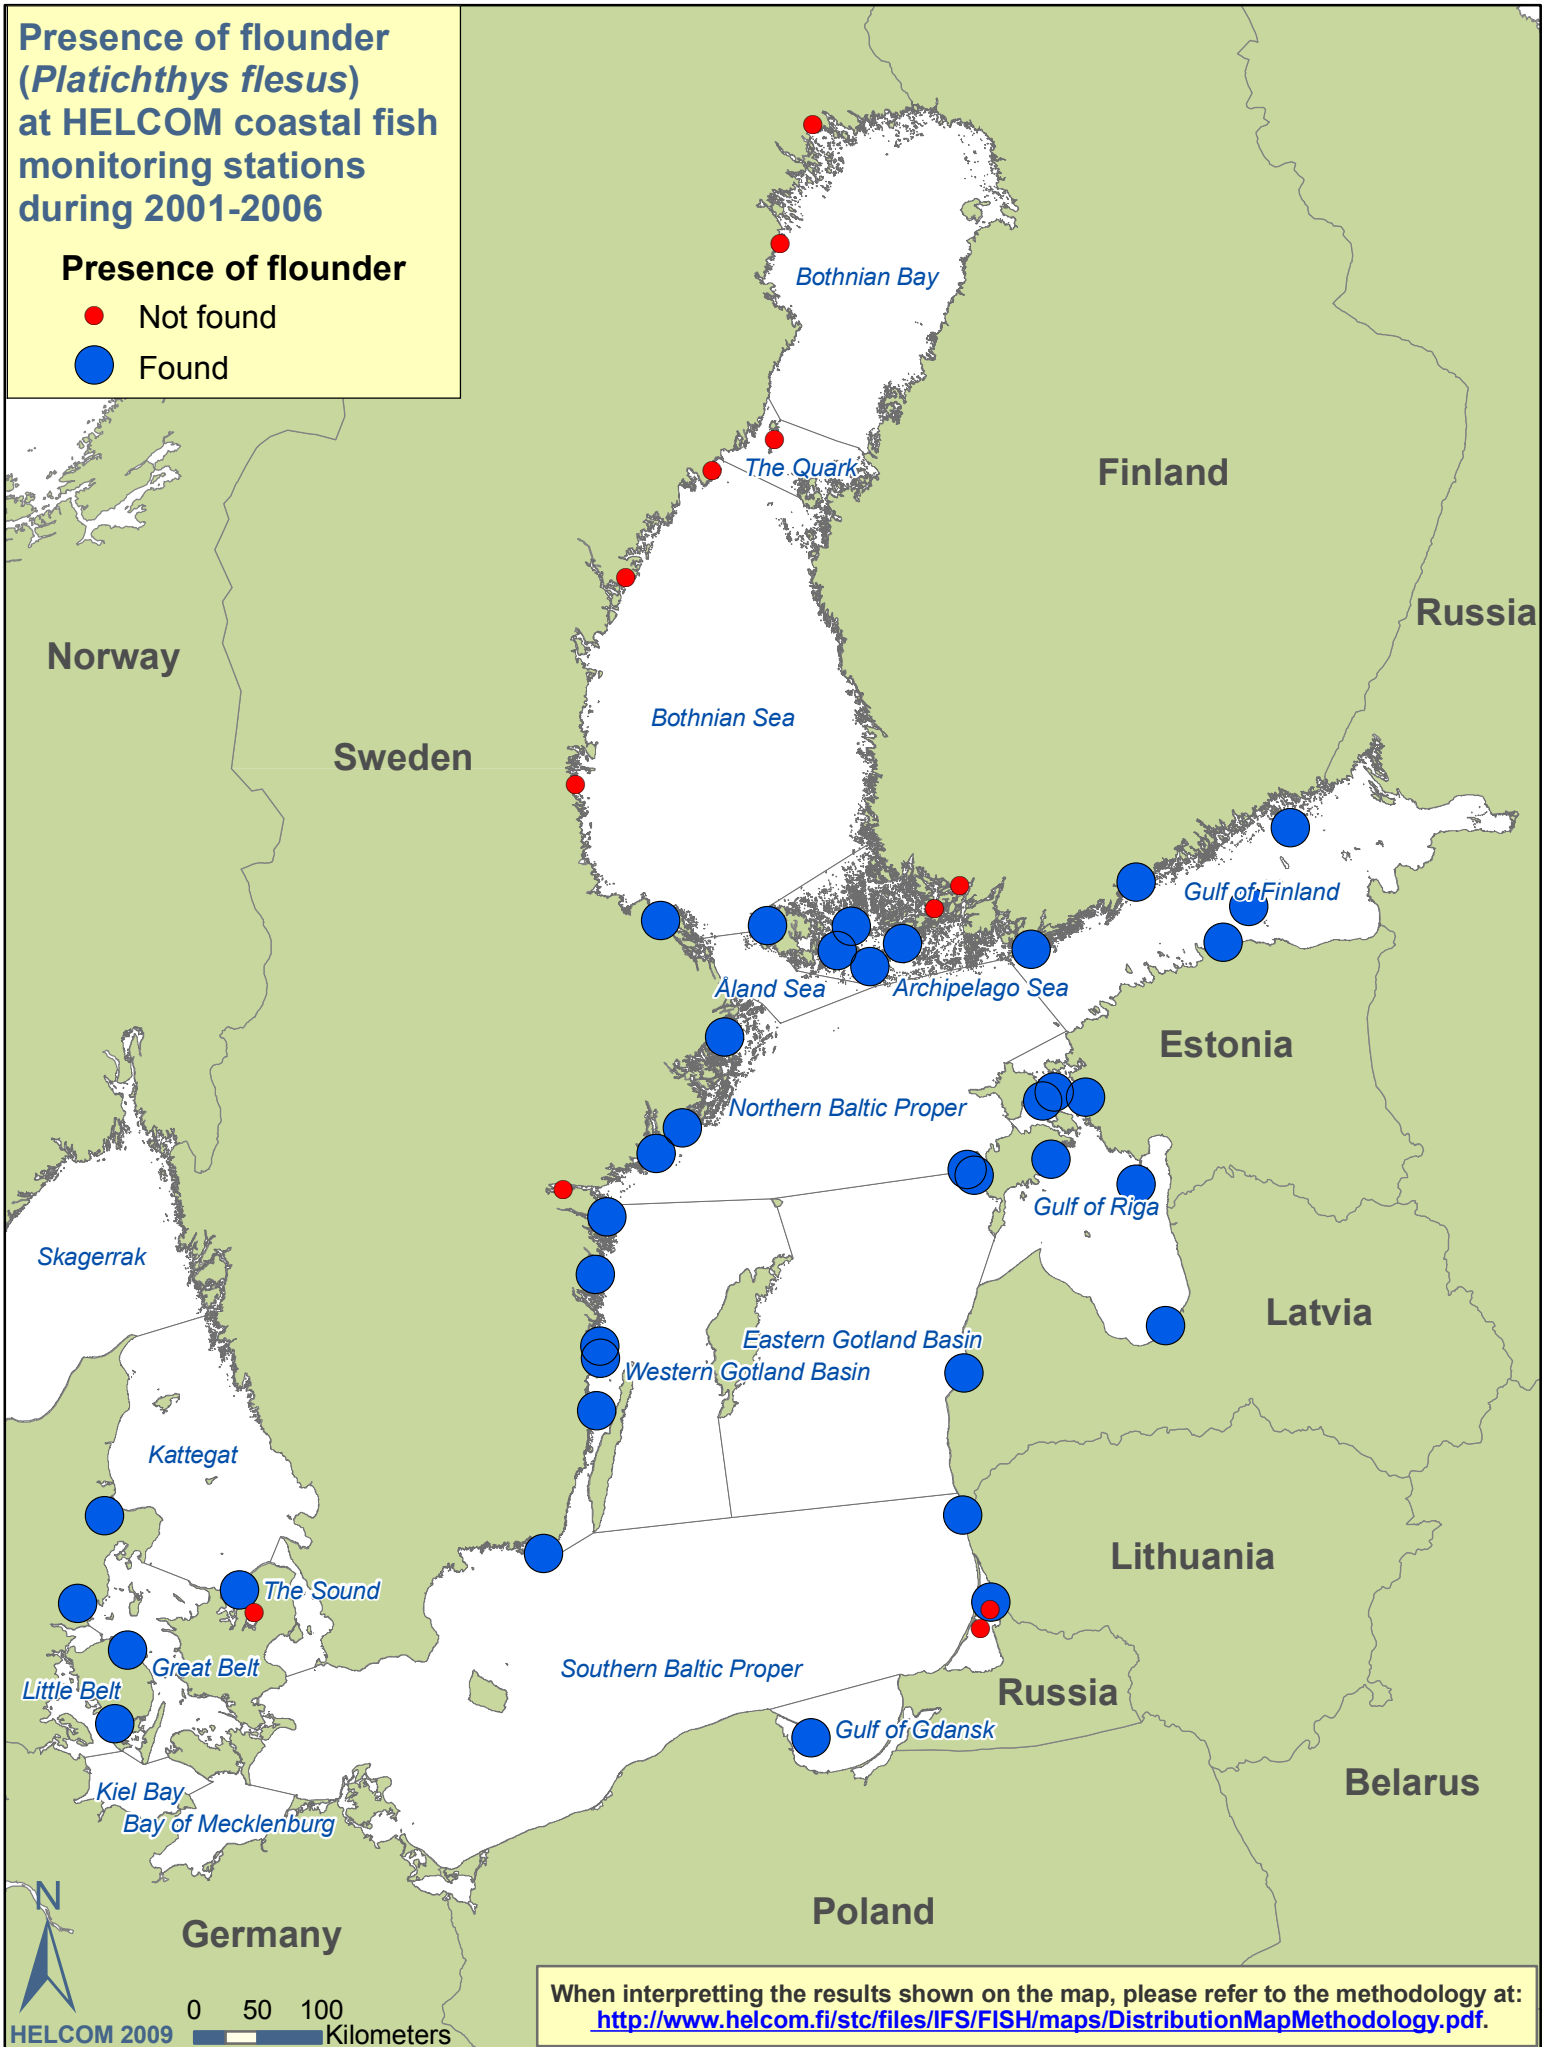 Presence of flounder
(Platichthys flesus)
at HELCOM coastal fish
monitoring stations
during 2001-2006
Presence of flounder
Not found
Found
Bothnian Bay
The Quark
Finland
Russia
Norway
Bothnian Sea
Sweden
Gulf of Finland
Åland Sea
Archipelago Sea
Estonia
Northern Baltic Proper
Gulf of Riga
Skagerrak
Latvia
Eastern Gotland Basin
Western Gotland Basin
Kattegat
Lithuania
The Sound
Great Belt
Southern Baltic Proper
Little Belt
Russia
Gulf of Gdansk
Kiel Bay
Belarus
Bay of Mecklenburg
N
Poland
Germany
0 50 100
Kilometers
HELCOM 2009
When interpretting the results shown on the map, please refer to the methodology at:
http://www.helcom.fi/stc/files/IFS/FISH/maps/DistributionMapMethodology.pdf.